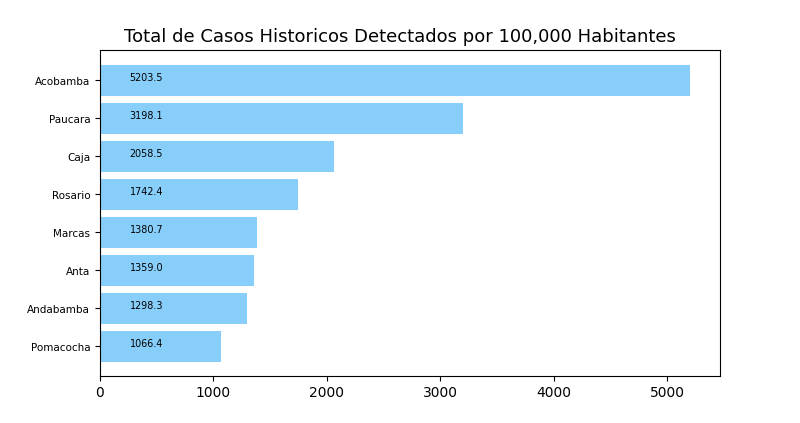 Total de Casos Historicos Detectados por 100,000 Habitantes
Acobamba 5203.5
Paucara 3198.1
Caja 2058.5
Rosario 1742.4
Marcas 1380.7
Anta 1359.0
Andabamba 1298.3
Pomacocha 1066.4
0 1000 2000 3000 4000 5000